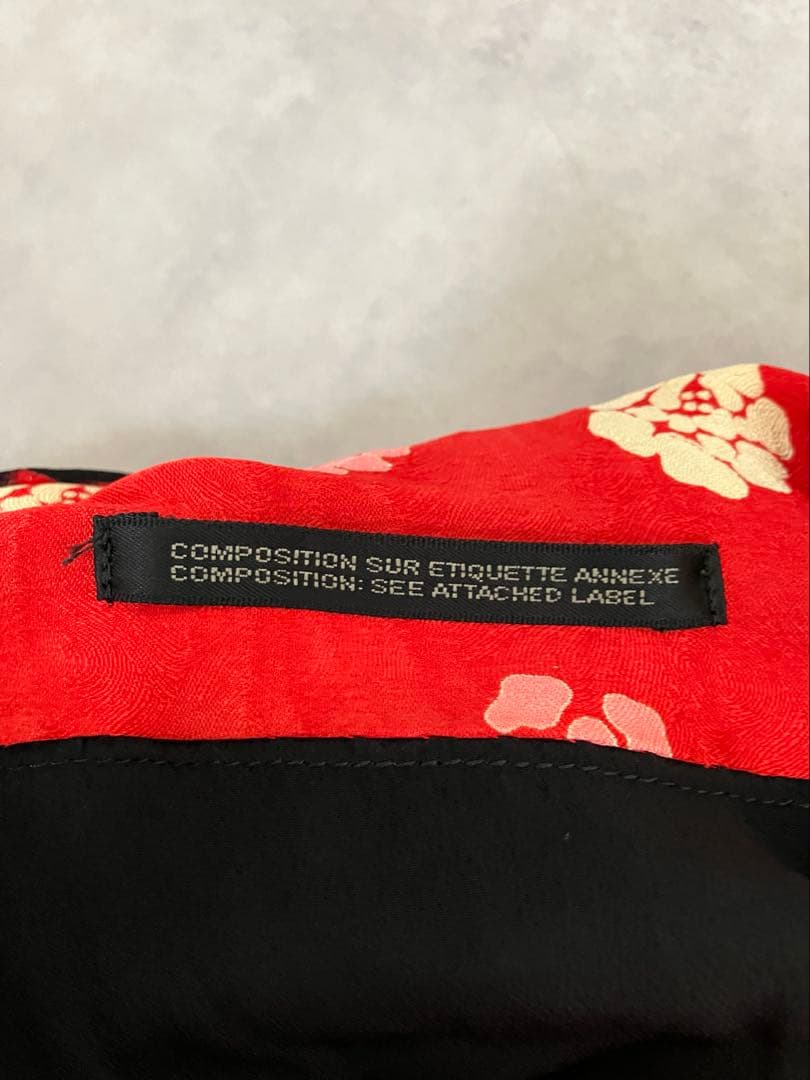 COMPOSITION SUR ETIQUETTE ANNEXE
COMPOSITION: SEE ATTACHED LABEL